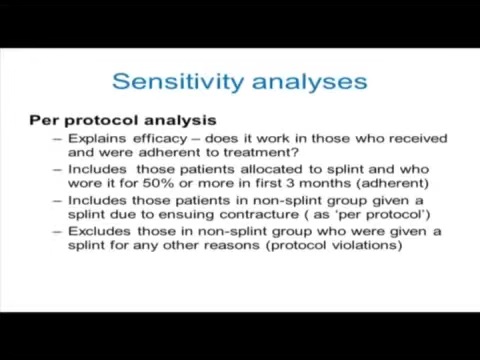 Sensitivity analyses
Per protocol analysis
– Explains efficacy – does it work in those who received
and were adherent to treatment?
– Includes those patients allocated to splint and who
wore it for 50% or more in first 3 months (adherent)
– Includes those patients in non-splint group given a
splint due to ensuing contracture ( as ‘per protocol’)
– Excludes those in non-splint group who were given a
splint for any other reasons (protocol violations)